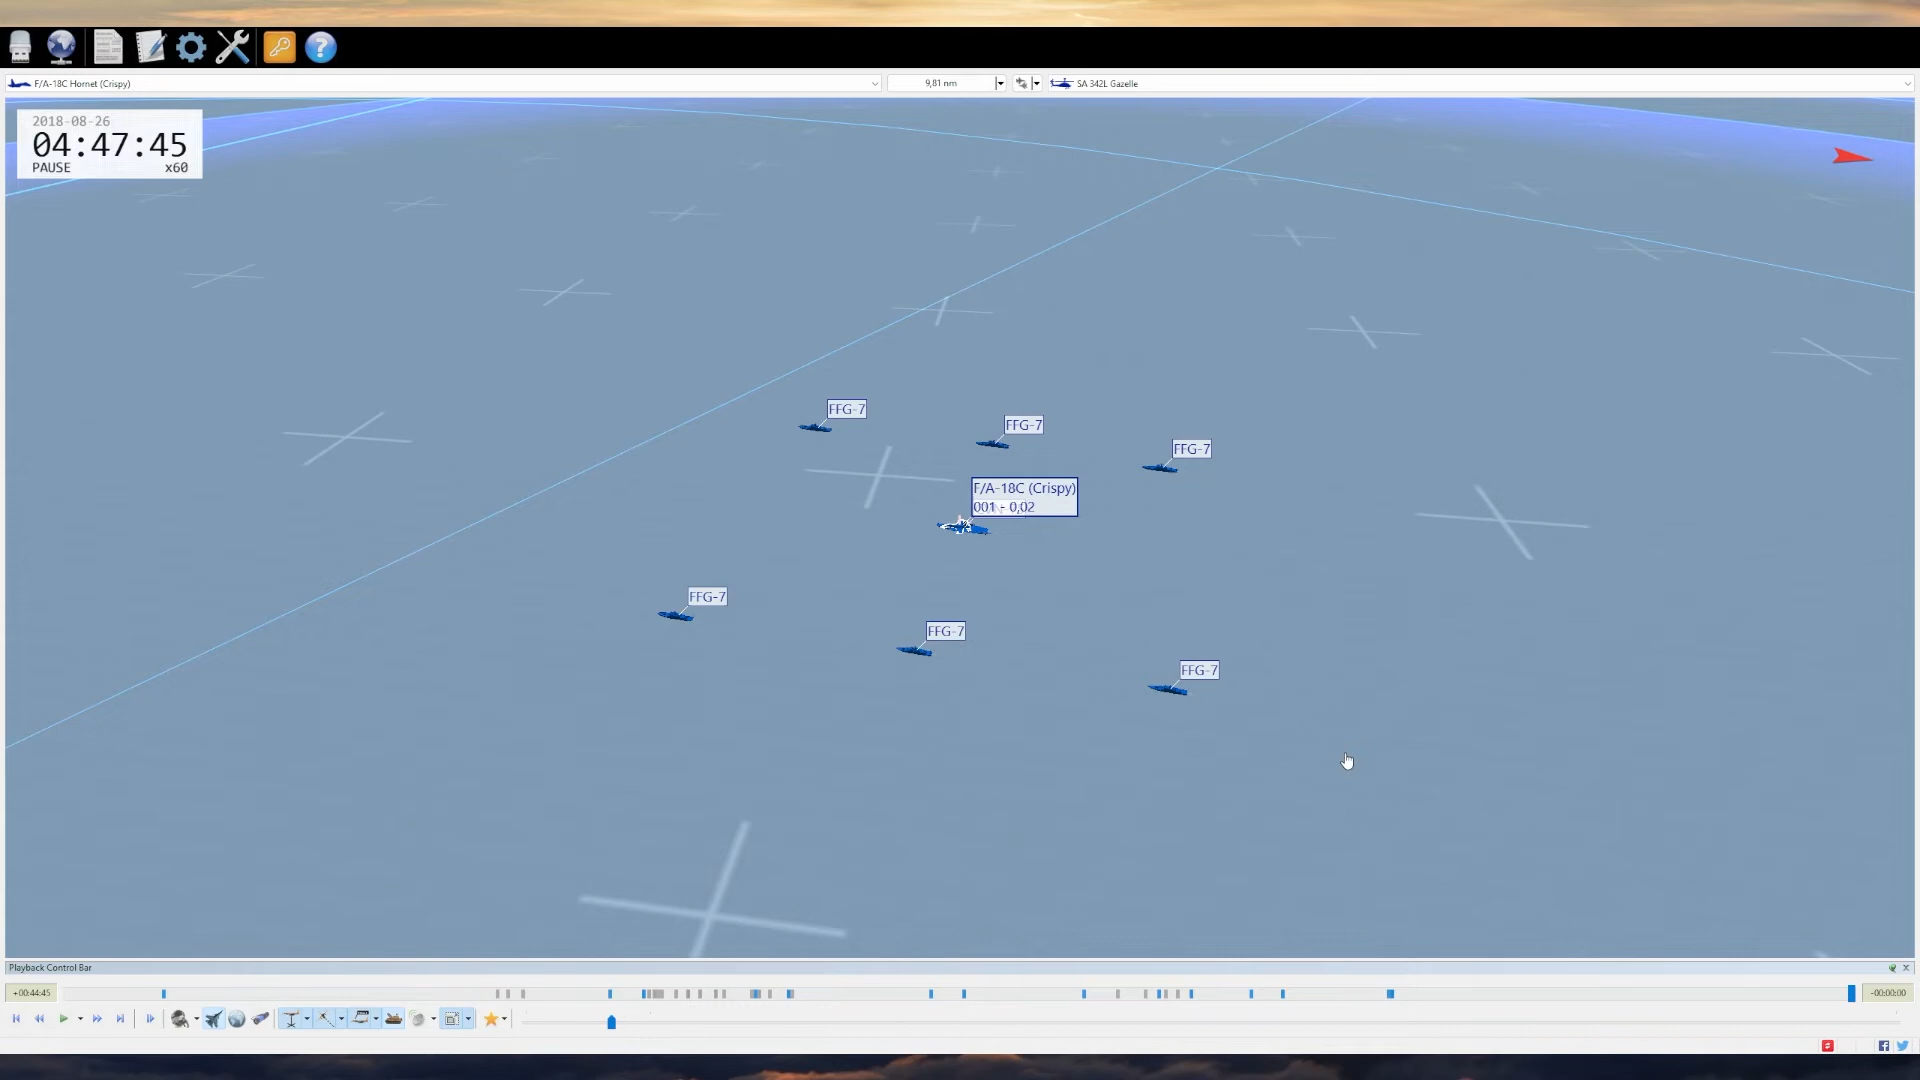 F/A-18C Hornet (Crispy)
9,81 nm
SA 342L Gazelle
2018-08-26
04:47:45
PAUSE x60
FFG-7
FFG-7
FFG-7
F/A-18C (Crispy)
001 - 0,02
FFG-7
FFG-7
FFG-7
Playback Control Bar
+00:44:45
-00:00:00